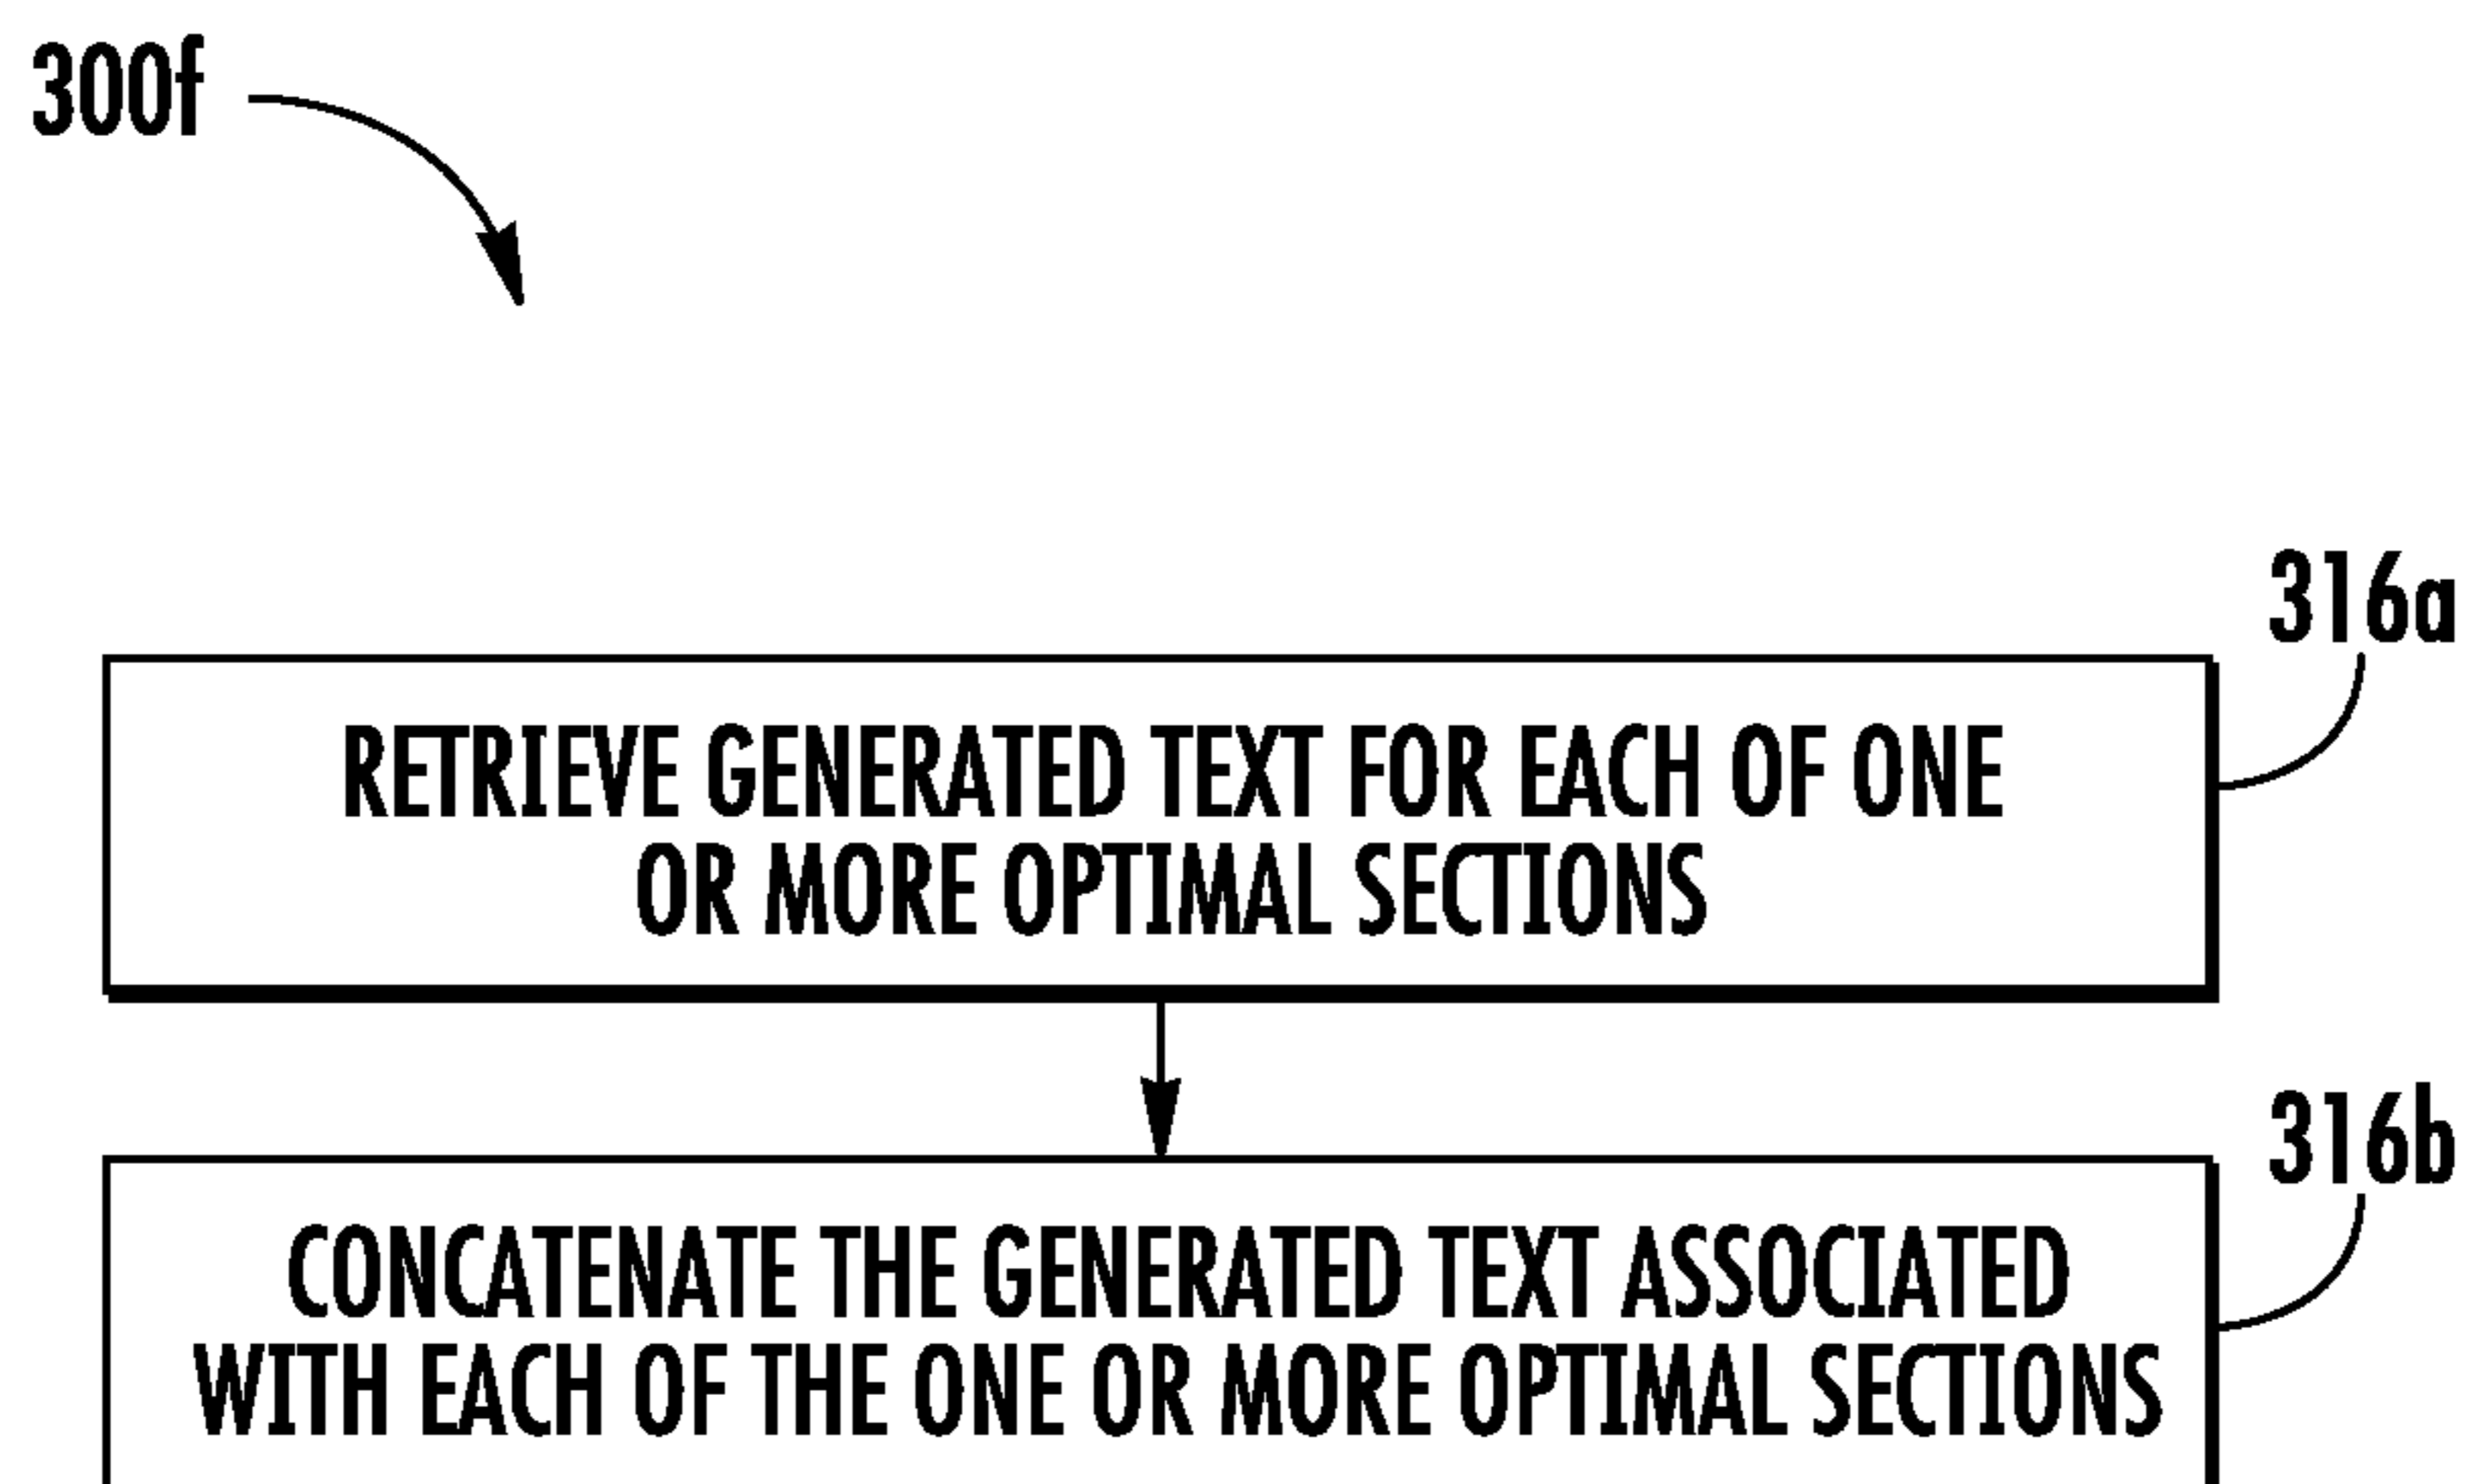 300f
316a
RETRIEVE GENERATED TEXT FOR EACH OF ONE
OR MORE OPTIMAL SECTIONS
316b
CONCATENATE THE GENERATED TEXT ASSOCIATED
WITH EACH OF THE ONE OR MORE OPTIMAL SECTIONS